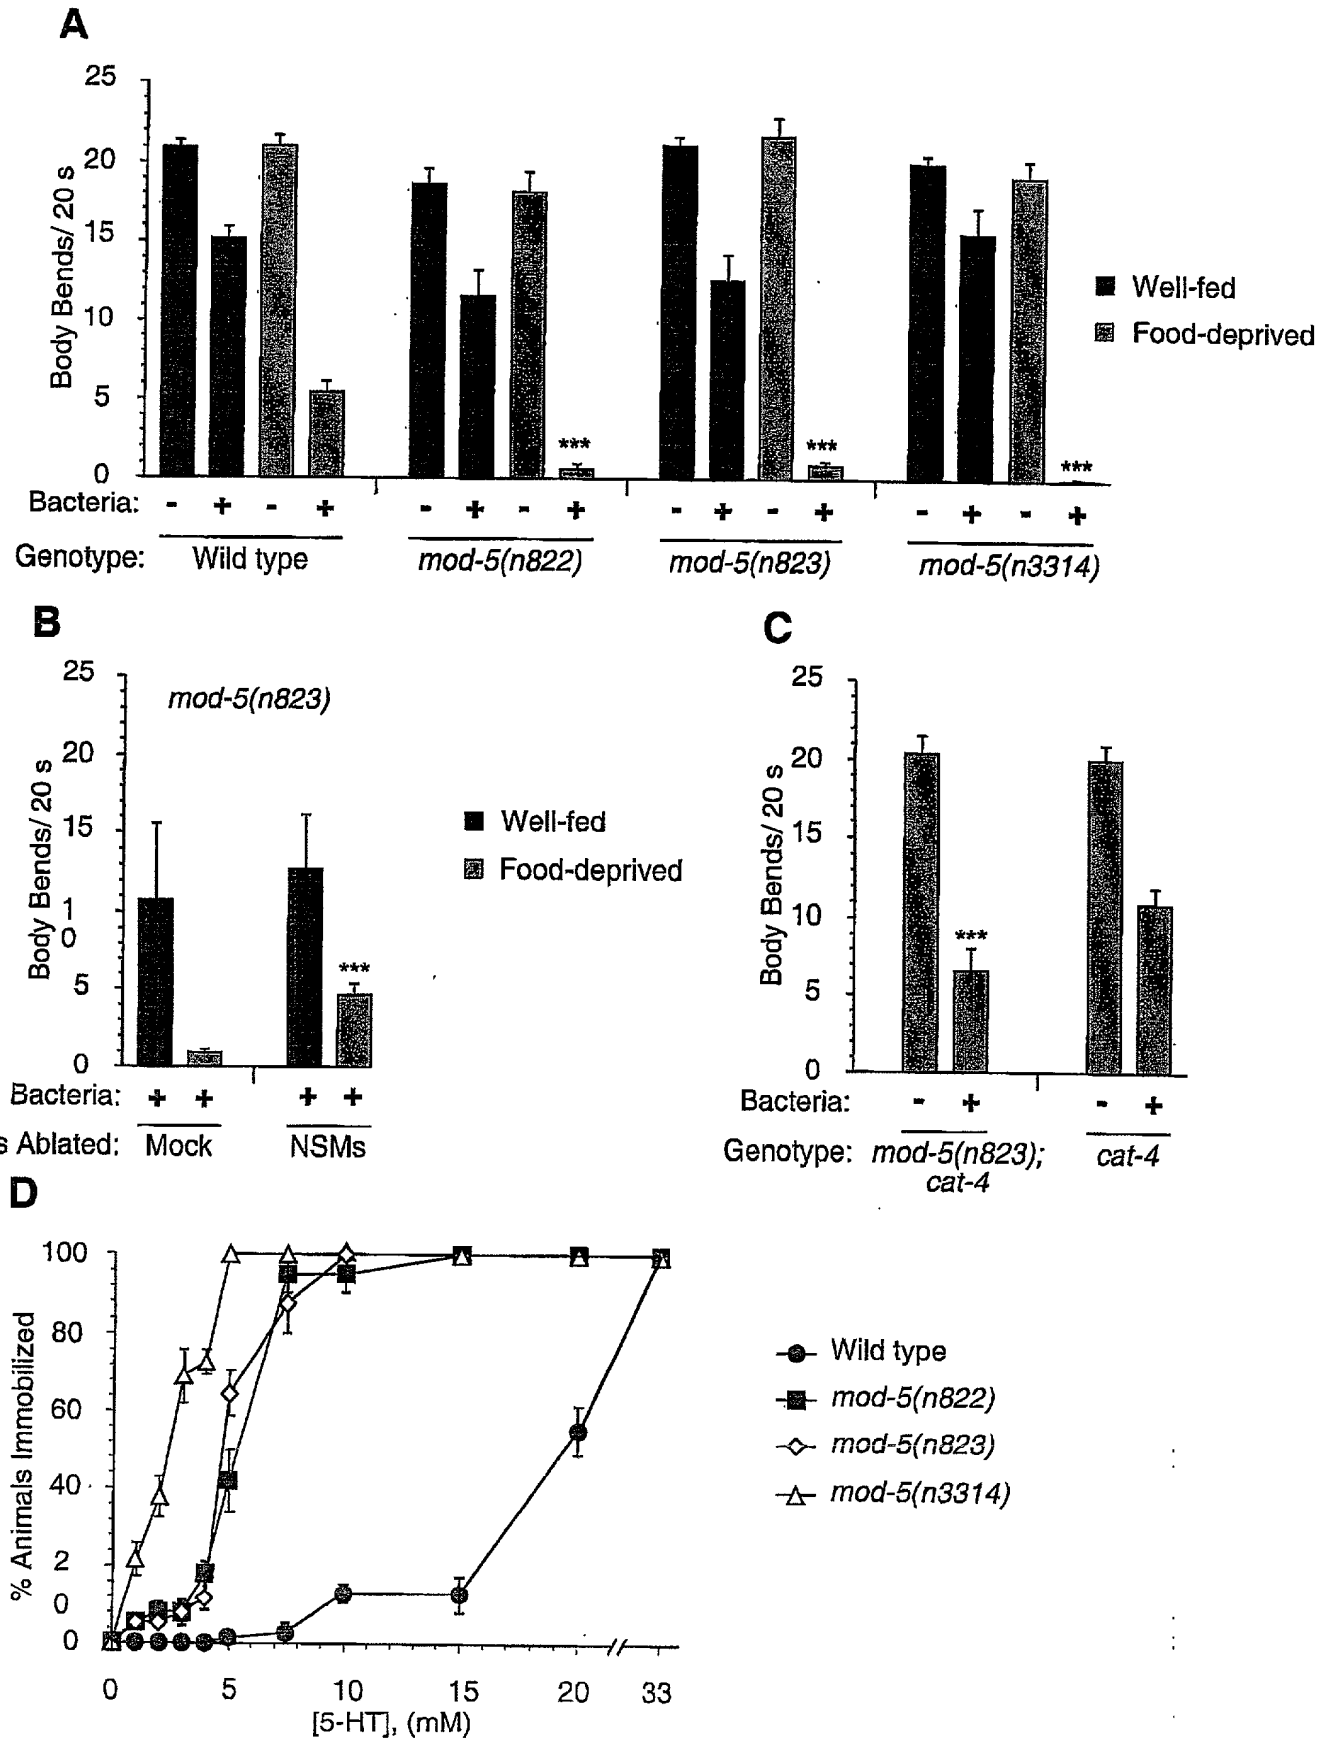 A
25
20
15
10
5
0
Body Bends/ 20 s
***
***
***
Well-fed
Food-deprived
Bacteria: - + - + - + - + - + - + - + - +
Genotype: Wild type mod-5(n822) mod-5(n823) mod-5(n3314)
B
25
20
15
1
0
5
0
Body Bends/ 20 s
mod-5(n823)
***
Well-fed
Food-deprived
Bacteria: + + + +
s Ablated: Mock NSMs
C
25
20
15
10
5
0
Body Bends/ 20 s
***
Bacteria: - + - +
Genotype: mod-5(n823); cat-4
cat-4
D
100
80
60
40
2
0
0
% Animals Immobilized
0 5 10 15 20 33
[5-HT], (mM)
Wild type
mod-5(n822)
mod-5(n823)
mod-5(n3314)